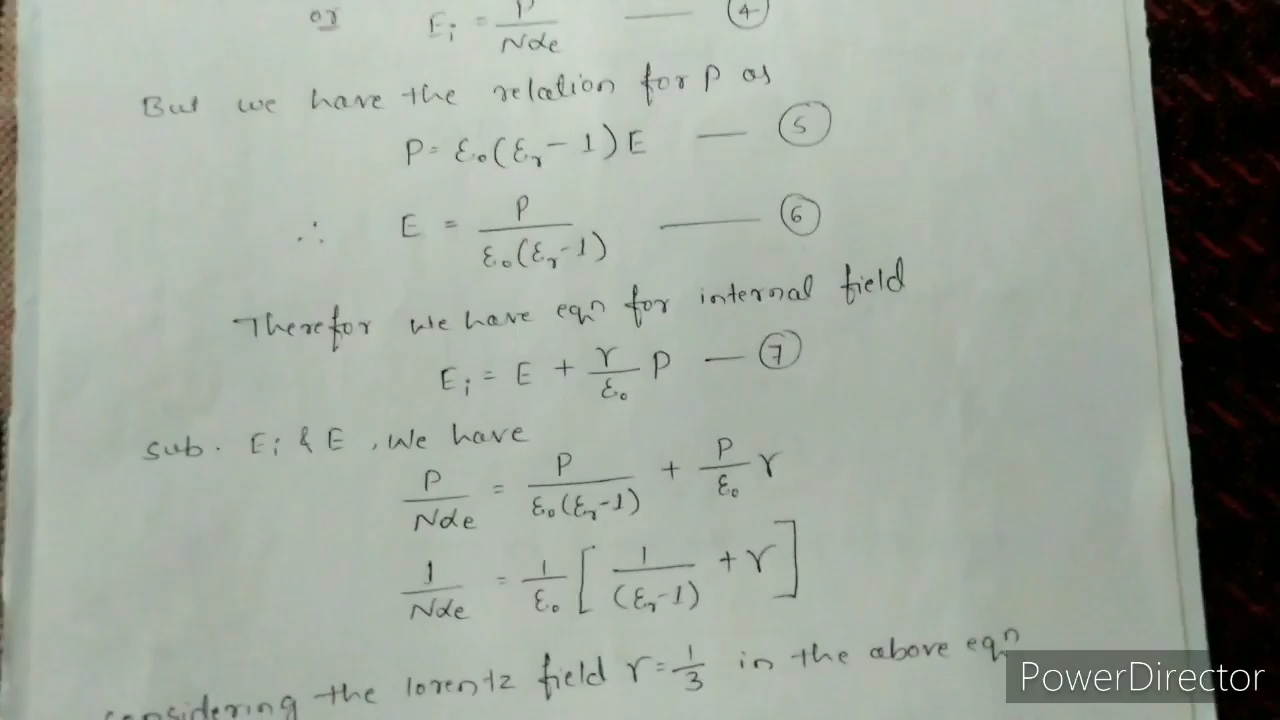 or Eᵢ = P / Nαe —— ④
But we have the relation for P as
P = ε₀(εᵣ - 1) E —— ⑤
∴ E = P / ε₀(εᵣ - 1) —— ⑥
Therefor we have eqn for internal field
Eᵢ = E + γ/ε₀ P — ⑦
sub. Eᵢ & E, We have
P / Nαe = P / ε₀(εᵣ - 1) + P/ε₀ γ
1 / Nαe = 1/ε₀ [ 1 / (εᵣ - 1) + γ ]
considering the lorentz field γ = 1/3 in the above eqn
PowerDirector